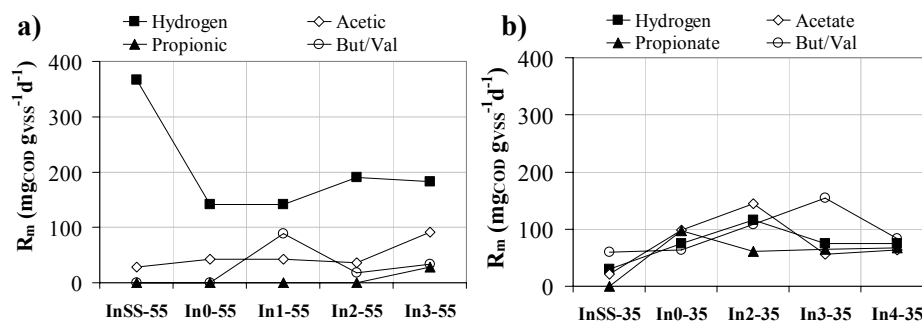 a)
Hydrogen Acetic
Propionic But/Val
Rm (mgCOD gVSS-1d-1)
400
300
200
100
0
InSS-55 In0-55 In1-55 In2-55 In3-55
b)
Hydrogen Acetate
Propionate But/Val
Rm (mgCOD gVSS-1d-1)
400
300
200
100
0
InSS-35 In0-35 In2-35 In3-35 In4-35